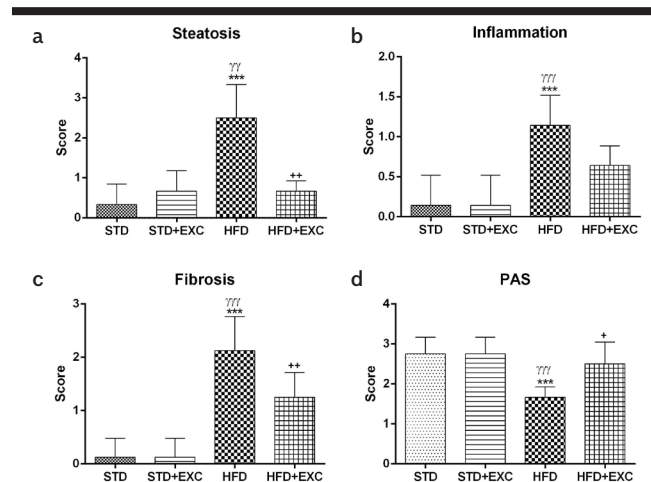 a
Steatosis
Score
4
3
2
1
0
γγ
***
++
STD STD+EXC HFD HFD+EXC
b
Inflammation
Score
2.0
1.5
1.0
0.5
0.0
γγγ
***
STD STD+EXC HFD HFD+EXC
c
Fibrosis
Score
3
2
1
0
γγγ
***
++
STD STD+EXC HFD HFD+EXC
d
PAS
Score
4
3
2
1
0
γγγ
***
+
STD STD+EXC HFD HFD+EXC